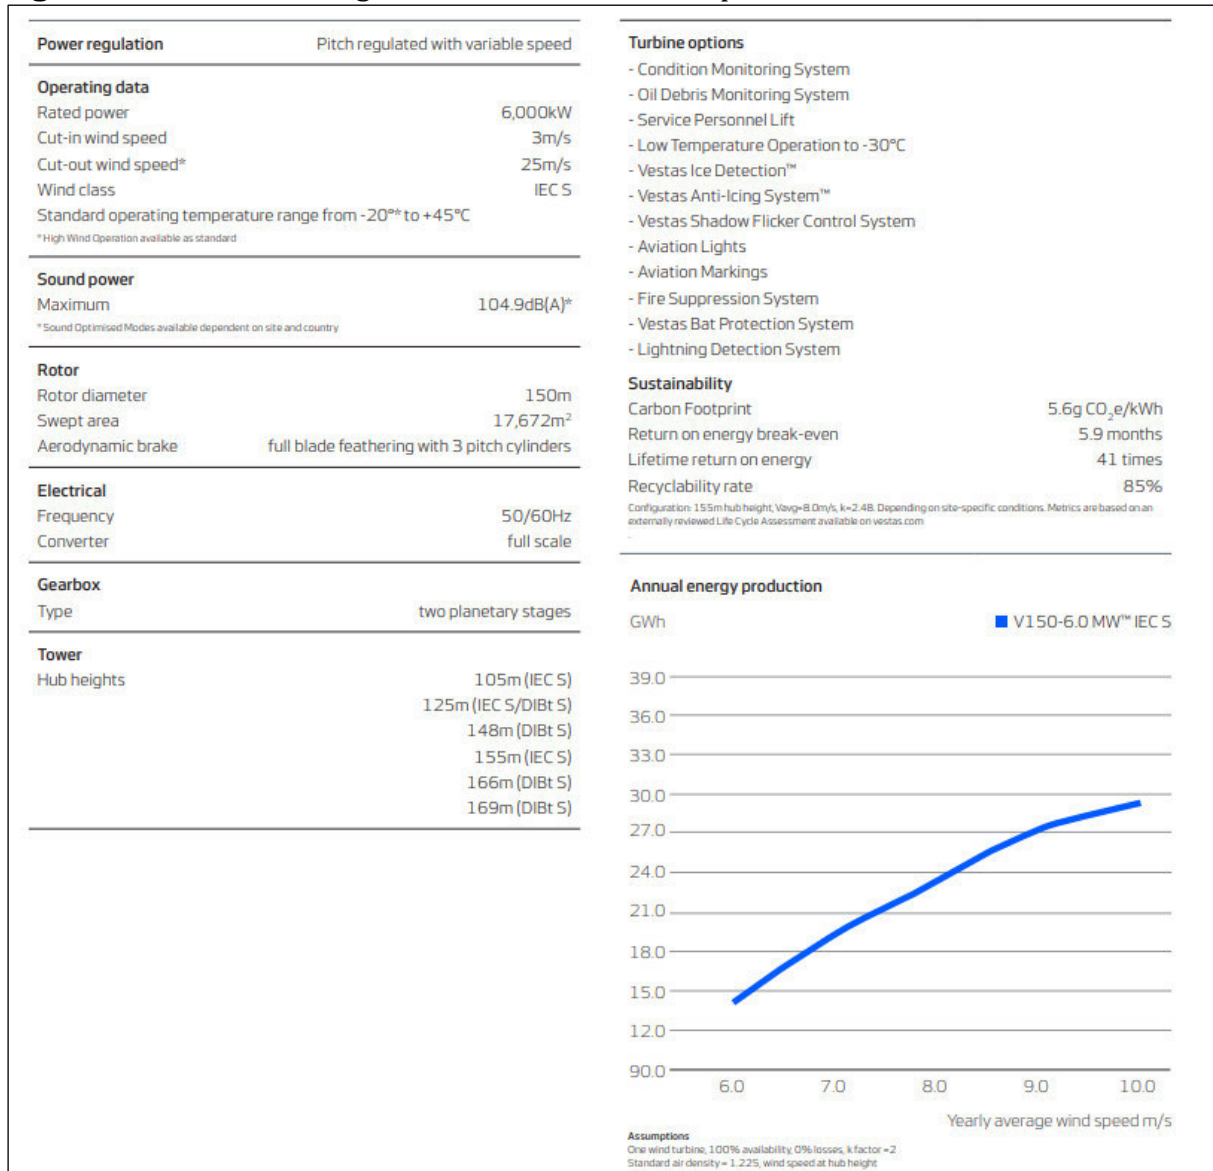 Power regulation Pitch regulated with variable speed
Operating data
Rated power 6,000kW
Cut-in wind speed 3m/s
Cut-out wind speed* 25m/s
Wind class IEC S
Standard operating temperature range from -20°* to +45°C
*High Wind Operation available as standard
Sound power
Maximum 104.9dB(A)*
*Sound Optimised Modes available dependent on site and country
Rotor
Rotor diameter 150m
Swept area 17,672m²
Aerodynamic brake full blade feathering with 3 pitch cylinders
Electrical
Frequency 50/60Hz
Converter full scale
Gearbox
Type two planetary stages
Tower
Hub heights 105m (IEC S)
125m (IEC S/DIBt S)
148m (DIBt S)
155m (IEC S)
166m (DIBt S)
169m (DIBt S)
Turbine options
- Condition Monitoring System
- Oil Debris Monitoring System
- Service Personnel Lift
- Low Temperature Operation to -30°C
- Vestas Ice Detection™
- Vestas Anti-Icing System™
- Vestas Shadow Flicker Control System
- Aviation Lights
- Aviation Markings
- Fire Suppression System
- Vestas Bat Protection System
- Lightning Detection System
Sustainability
Carbon Footprint 5.6g CO₂e/kWh
Return on energy break-even 5.9 months
Lifetime return on energy 41 times
Recyclability rate 85%
Configuration: 155m hub height, Vavg=8.0m/s, k=2.48. Depending on site-specific conditions. Metrics are based on an
externally reviewed Life Cycle Assessment available on vestas.com
.
Annual energy production
GWh V150-6.0 MW™ IEC S
39.0
36.0
33.0
30.0
27.0
24.0
21.0
18.0
15.0
12.0
90.0
6.0 7.0 8.0 9.0 10.0
Yearly average wind speed m/s
Assumptions
One wind turbine, 100% availability, 0% losses, k factor =2
Standard air density = 1.225, wind speed at hub height